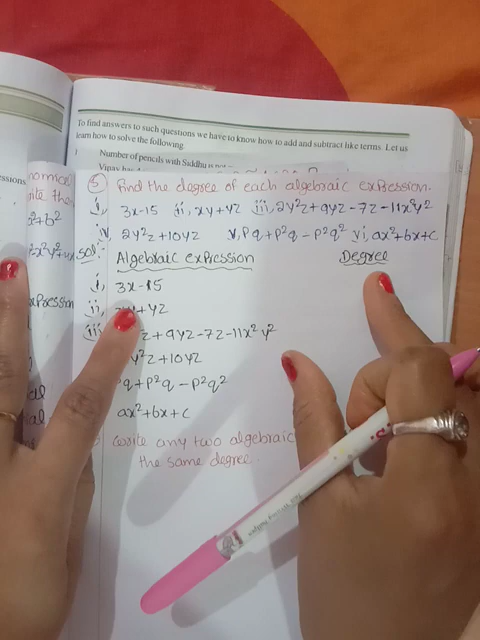 To find answers to such questions we have to know how to add and subtract like terms. Let us
learn how to solve the following.
Number of pencils with Siddhu is
5 Find the degree of each algebraic expression.
i, 3x-15 ii, xy+yz iii, 2y²z+9yz-7z-11x²y²
iv, 2y²z+10yz v, pq+p²q-p²q² vi, ax²+bx+c
Sol:- Algebraic expression Degree
i, 3x-15
ii, +yz
iii, z+9yz-7z-11x²y²
y²z+10yz
pq+p²q-p²q²
ax²+bx+c
write any two algebraic
the same degree.